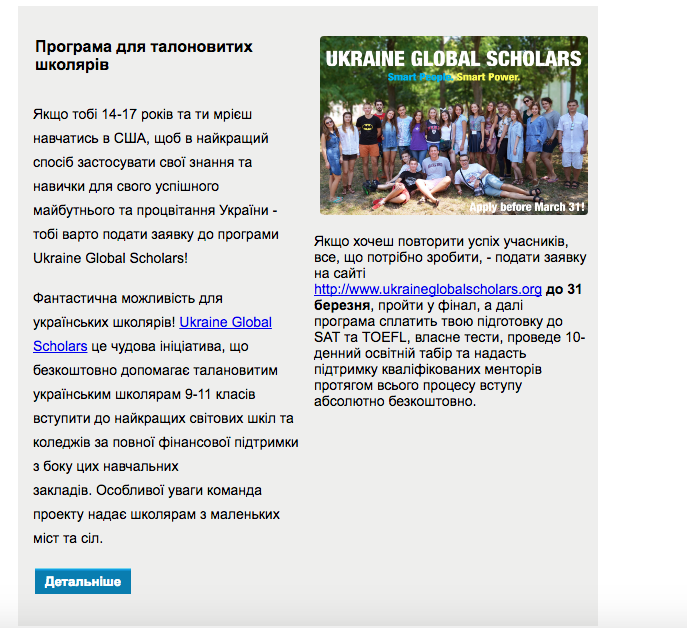 Програма для талоновитих
школярів
Якщо тобі 14-17 років та ти мрієш
навчатись в США, щоб в найкращий
спосіб застосувати свої знання та
навички для свого успішного
майбутнього та процвітання України -
тобі варто подати заявку до програми
Ukraine Global Scholars!
Фантастична можливість для
українських школярів! Ukraine Global
Scholars це чудова ініціатива, що
безкоштовно допомагає талановитим
українським школярам 9-11 класів
вступити до найкращих світових шкіл та
коледжів за повної фінансової підтримки
з боку цих навчальних
закладів. Особливої уваги команда
проекту надає школярам з маленьких
міст та сіл.
Детальніше
UKRAINE GLOBAL SCHOLARS
Smart People. Smart Power.
Apply before March 31!
Якщо хочеш повторити успіх учасників,
все, що потрібно зробити, - подати заявку
на сайті
http://www.ukraineglobalscholars.org до 31
березня, пройти у фінал, а далі
програма сплатить твою підготовку до
SAT та TOEFL, власне тести, проведе 10-
денний освітній табір та надасть
підтримку кваліфікованих менторів
протягом всього процесу вступу
абсолютно безкоштовно.